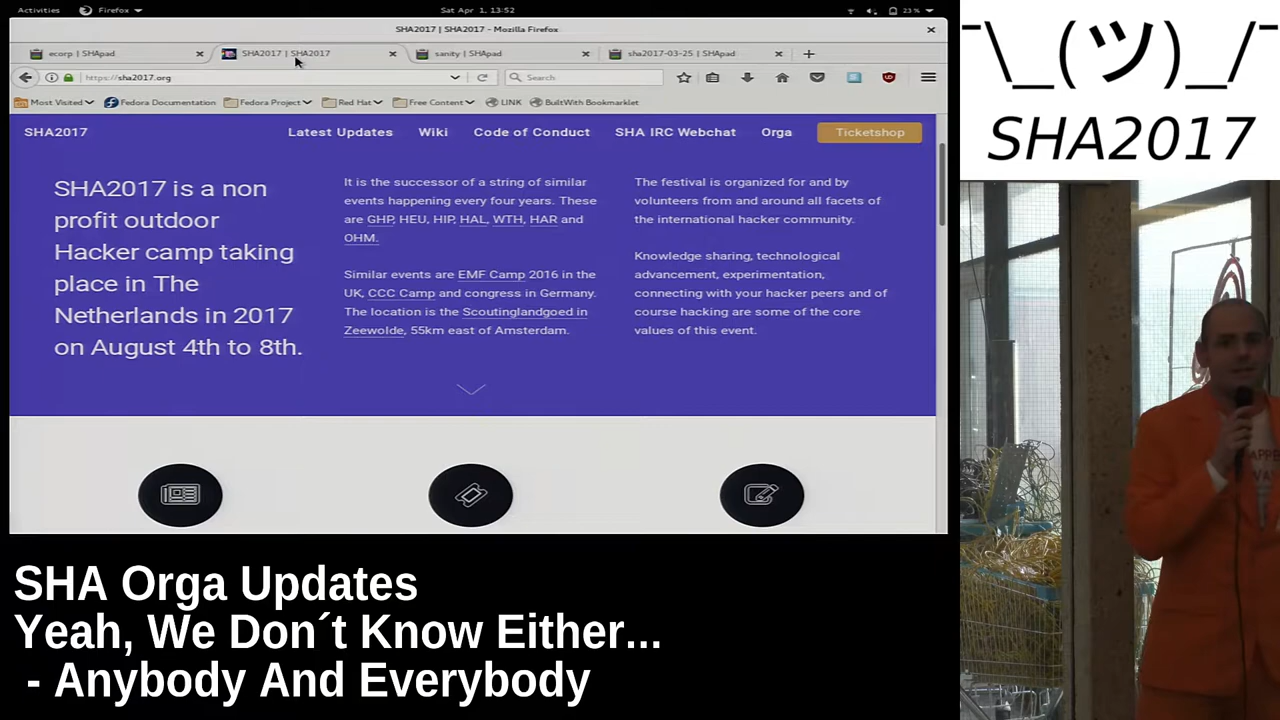 Activities Firefox Sat Apr 1, 13:52 23 %
SHA2017 | SHA2017 - Mozilla Firefox
ecorp | SHApad SHA2017 | SHA2017 sanity | SHApad sha2017-03-25 | SHApad
https://sha2017.org Search
Most Visited Fedora Documentation Fedora Project Red Hat Free Content LINK BuiltWith Bookmarklet
SHA2017 Latest Updates Wiki Code of Conduct SHA IRC Webchat Orga Ticketshop
SHA2017 is a non
profit outdoor
Hacker camp taking
place in The
Netherlands in 2017
on August 4th to 8th.
It is the successor of a string of similar
events happening every four years. These
are GHP, HEU, HIP, HAL, WTH, HAR and
OHM.
Similar events are EMF Camp 2016 in the
UK, CCC Camp and congress in Germany.
The location is the Scoutinglandgoed in
Zeewolde, 55km east of Amsterdam.
The festival is organized for and by
volunteers from and around all facets of
the international hacker community.
Knowledge sharing, technological
advancement, experimentation,
connecting with your hacker peers and of
course hacking are some of the core
values of this event.
¯\_(ツ)_/¯
SHA2017
SHA Orga Updates
Yeah, We Don´t Know Either...
- Anybody And Everybody